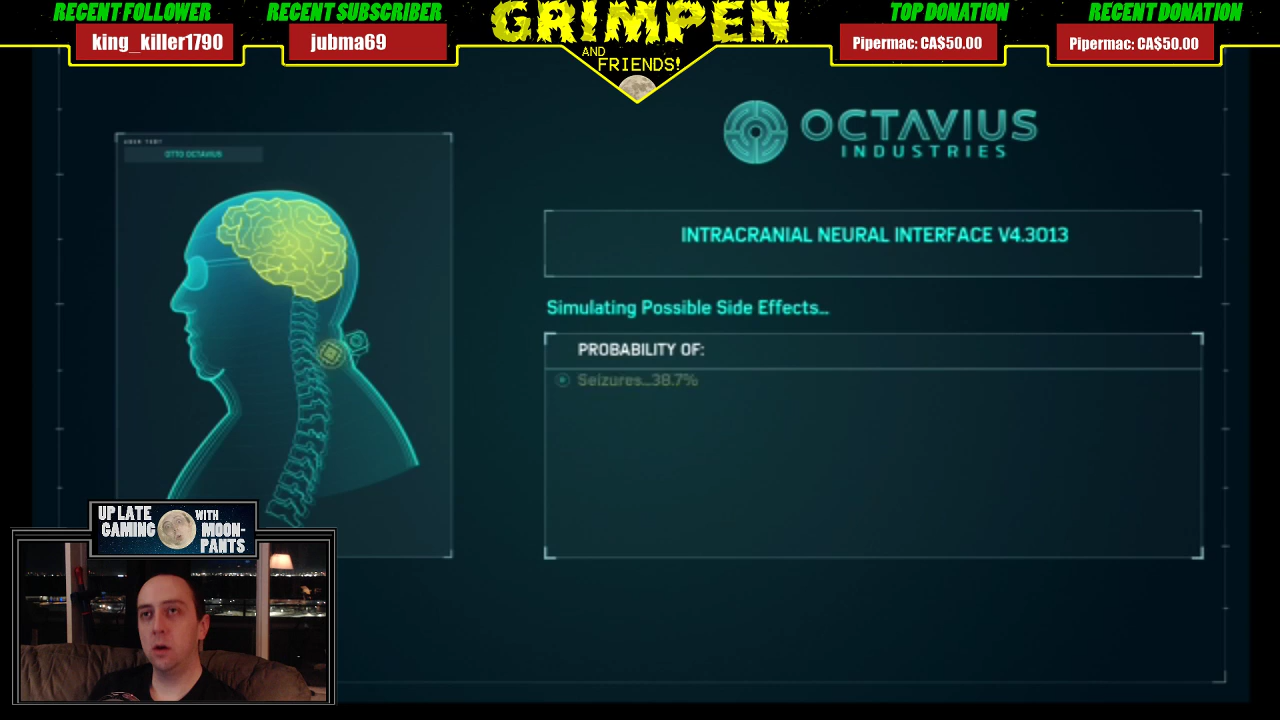 RECENT FOLLOWER
king_killer1790
RECENT SUBSCRIBER
jubma69
GRIMPEN
AND
FRIENDS!
TOP DONATION
Pipermac: CA$50.00
RECENT DONATION
Pipermac: CA$50.00
OTTO OCTAVIUS
OCTAVIUS
INDUSTRIES
INTRACRANIAL NEURAL INTERFACE V4.3013
Simulating Possible Side Effects...
PROBABILITY OF:
Seizures...38.7%
UP LATE
GAMING
WITH
MOON-
PANTS